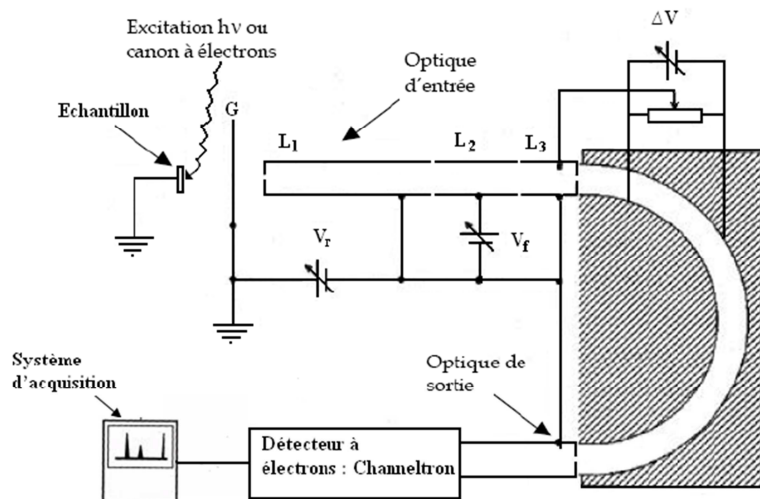 Excitation hν ou
canon à électrons
Echantillon
G
Optique
d'entrée
ΔV
L1
L2
L3
Vr
Vf
Système
d'acquisition
Optique de
sortie
Détecteur à
électrons : Channeltron